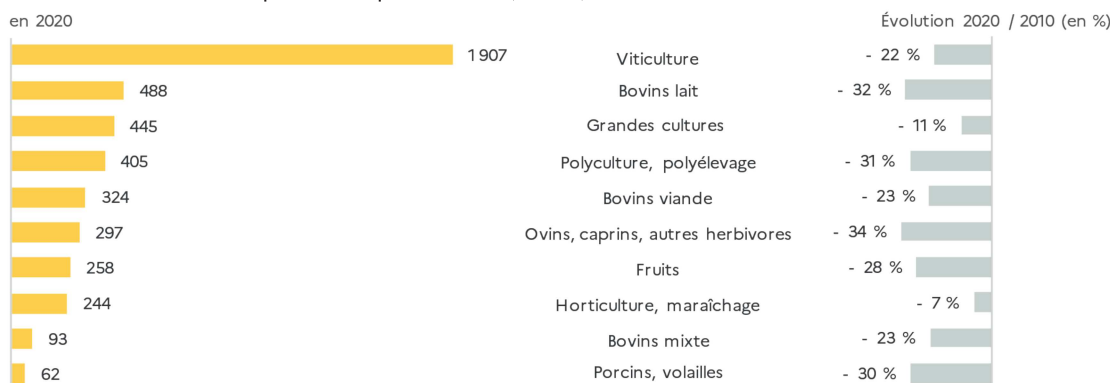 en 2020 Évolution 2020 / 2010 (en %)
1 907 Viticulture - 22 %
488 Bovins lait - 32 %
445 Grandes cultures - 11 %
405 Polyculture, polyélevage - 31 %
324 Bovins viande - 23 %
297 Ovins, caprins, autres herbivores - 34 %
258 Fruits - 28 %
244 Horticulture, maraîchage - 7 %
93 Bovins mixte - 23 %
62 Porcins, volailles - 30 %